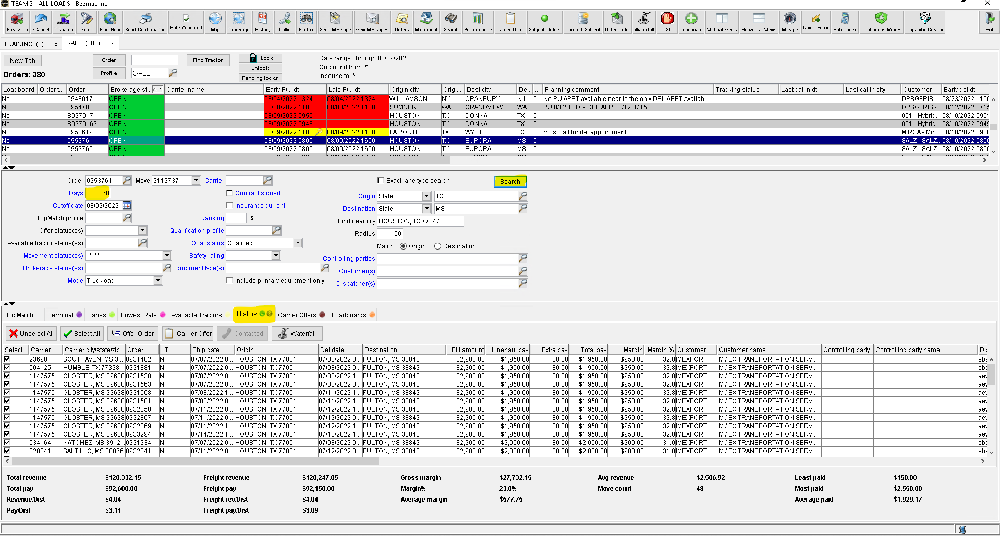 TEAM 3 - ALL LOADS - Beemac Inc.
Preassign \Cancel Dispatch Filter Find Near Send Confirmation Rate Accepted Map Coverage History Callin Find All Send Message View Messages Orders Movement Search Performance Carrier Offer Subject Orders Convert Subject Offer Order Waterfall OSD Loadboard Vertical Views Horizontal Views Mileage Quick Entry Rate Index Continuous Moves Capacity Creator Exit
TRAINING (0) x 3-ALL (380) x
New Tab Order Find Tractor Lock Date range: through 08/09/2023
Unlock Outbound from: *
Orders: 380 Profile 3-ALL Pending locks Inbound to: *
Loadboard Order t... Order Brokerage st... 1 Carrier name Early P/U dt Late P/U dt Origin city Origi... Dest city De... ... Planning comment Tracking status Last callin dt Last callin city Customer Early del dt
No 0948017 OPEN 08/04/2022 1324 08/04/2022 1324 WILLIAMSON NY CRANBURY NJ 0 No PU APPT available near to the only DEL APPT Availabl... DPSGFRIS -... 08/23/2022 1100
No 0954700 OPEN 08/08/2022 1100 08/08/2022 1100 SUMNER WA GRANDVIEW WA 0 PU 8/12 TBD - DEL APPT 8/12 0715 DPSGFRIS -... 08/12/2022 0715
No S0370171 OPEN 08/09/2022 0950 HOUSTON TX DONNA TX 0 001 - Hybrid... 08/10/2022 0951
No S0370169 OPEN 08/09/2022 0948 HOUSTON TX DONNA TX 0 001 - Hybrid... 08/10/2022 0949
No 0953619 OPEN 08/09/2022 1100 08/09/2022 1100 LA PORTE TX WYLIE TX 0 must call for del appointment MIRCA - Mir... 08/10/2022 0900
No 0953761 OPEN 08/09/2022 0800 08/09/2022 1600 HOUSTON TX EUPORA MS 0 SALZ - SALZ... 08/10/2022 0800
No 0953760 OPEN 08/09/2022 0800 08/09/2022 1600 HOUSTON TX EUPORA MS 0 SALZ - SALZ... 08/10/2022 0800
Order 0953761 Move 2113737 Carrier Exact lane type search Search
Days 60 Contract signed Origin State TX
Cutoff date 08/09/2022 Insurance current Destination State MS
TopMatch profile Ranking % Find near city HOUSTON, TX 77047
Offer status(es) Qualification profile Radius 50
Available tractor status(es) Qual status Qualified Match Origin Destination
Movement status(es) ***** Safety rating Controlling parties
Brokerage status(es) Equipment type(s) FT Customer(s)
Mode Truckload Include primary equipment only Dispatcher(s)
TopMatch Terminal Lanes Lowest Rate Available Tractors History Carrier Offers Loadboards
Unselect All Select All Offer Order Carrier Offer Contacted Waterfall
Select Carrier Carrier city/state/zip Order LTL Ship date Origin Del date Destination Bill amount Linehaul pay Extra pay Total pay Margin Margin % Customer Customer name Controlling party Controlling party name Di
23698 SOUTHAVEN, MS 3... 0931482 N 07/07/2022 0... HOUSTON, TX 77001 07/08/2022 0... FULTON, MS 38843 $2,900.00 $1,950.00 $0.00 $1,950.00 $950.00 32.8 IMEXPORT IM / EX TRANSPORTATION SERVI... eba
004125 HUMBLE, TX 77338 0931881 N 07/07/2022 0... HOUSTON, TX 77001 07/08/2022 0... FULTON, MS 38843 $2,900.00 $1,950.00 $0.00 $1,950.00 $950.00 32.8 IMEXPORT IM / EX TRANSPORTATION SERVI... eba
1147575 GLOSTER, MS 39638 0931530 N 07/07/2022 0... HOUSTON, TX 77001 07/08/2022 1... FULTON, MS 38843 $2,900.00 $1,950.00 $0.00 $1,950.00 $950.00 32.8 IMEXPORT IM / EX TRANSPORTATION SERVI... aev
1147575 GLOSTER, MS 39638 0931563 N 07/07/2022 0... HOUSTON, TX 77001 07/08/2022 0... FULTON, MS 38843 $2,900.00 $1,950.00 $0.00 $1,950.00 $950.00 32.8 IMEXPORT IM / EX TRANSPORTATION SERVI... aev
1147575 GLOSTER, MS 39638 0931568 N 07/08/2022 1... HOUSTON, TX 77001 07/11/2022 1... FULTON, MS 38843 $2,900.00 $1,950.00 $0.00 $1,950.00 $950.00 32.8 IMEXPORT IM / EX TRANSPORTATION SERVI... aev
1147575 GLOSTER, MS 39638 0931581 N 07/08/2022 0... HOUSTON, TX 77001 07/11/2022 1... FULTON, MS 38843 $2,900.00 $1,950.00 $0.00 $1,950.00 $950.00 32.8 IMEXPORT IM / EX TRANSPORTATION SERVI... aev
1147575 GLOSTER, MS 39638 0932858 N 07/11/2022 0... HOUSTON, TX 77001 07/12/2022 1... FULTON, MS 38843 $2,900.00 $1,950.00 $0.00 $1,950.00 $950.00 32.8 IMEXPORT IM / EX TRANSPORTATION SERVI... aev
1147575 GLOSTER, MS 39638 0932867 N 07/11/2022 0... HOUSTON, TX 77001 07/12/2022 0... FULTON, MS 38843 $2,900.00 $1,950.00 $0.00 $1,950.00 $950.00 32.8 IMEXPORT IM / EX TRANSPORTATION SERVI... aev
1147575 GLOSTER, MS 39638 0932869 N 07/11/2022 1... HOUSTON, TX 77001 07/12/2022 1... FULTON, MS 38843 $2,900.00 $1,950.00 $0.00 $1,950.00 $950.00 32.8 IMEXPORT IM / EX TRANSPORTATION SERVI... aev
1147575 GLOSTER, MS 39638 0933294 N 07/14/2022 1... HOUSTON, TX 77001 07/18/2022 1... FULTON, MS 38843 $2,900.00 $1,950.00 $0.00 $1,950.00 $950.00 32.8 IMEXPORT IM / EX TRANSPORTATION SERVI... aev
034164 NATCHEZ, MS 3912... 0931934 N 07/07/2022 0... HOUSTON, TX 77001 07/08/2022 0... FULTON, MS 38843 $2,900.00 $2,000.00 $0.00 $2,000.00 $900.00 31.0 IMEXPORT IM / EX TRANSPORTATION SERVI... eba
828841 SALTILLO, MS 38866 0932341 N 07/11/2022 0... HOUSTON, TX 77001 07/12/2022 0... FULTON, MS 38843 $2,900.00 $2,000.00 $0.00 $2,000.00 $900.00 31.0 IMEXPORT IM / EX TRANSPORTATION SERVI... aev
Total revenue $120,332.15 Freight revenue $120,247.05 Gross margin $27,732.15 Avg revenue $2,506.92 Least paid $150.00
Total pay $92,600.00 Freight pay $92,150.00 Margin% 23.0% Move count 48 Most paid $2,550.00
Revenue/Dist $4.04 Freight rev/Dist $4.04 Average margin $577.75 Average paid $1,929.17
Pay/Dist $3.11 Freight pay/Dist $3.09